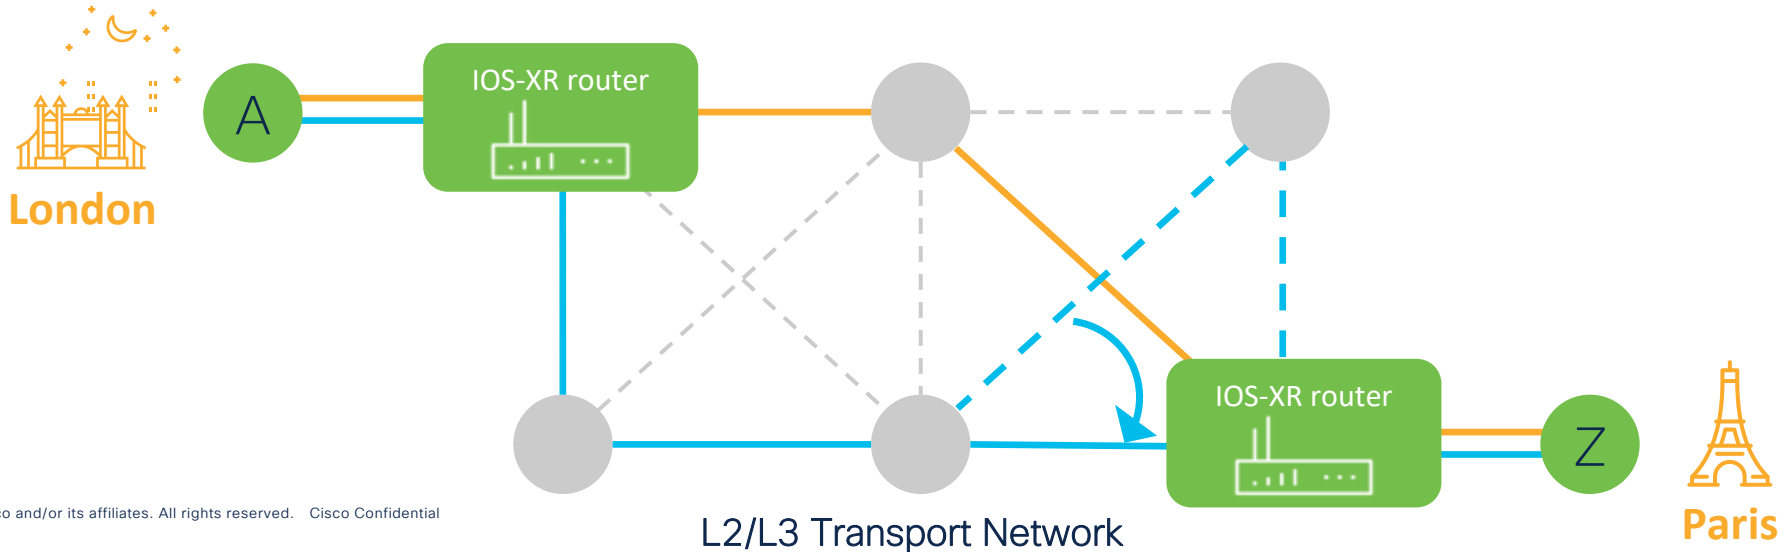 A
IOS-XR router
London
IOS-XR router
Z
Paris
and/or its affiliates. All rights reserved. Cisco Confidential
L2/L3 Transport Network